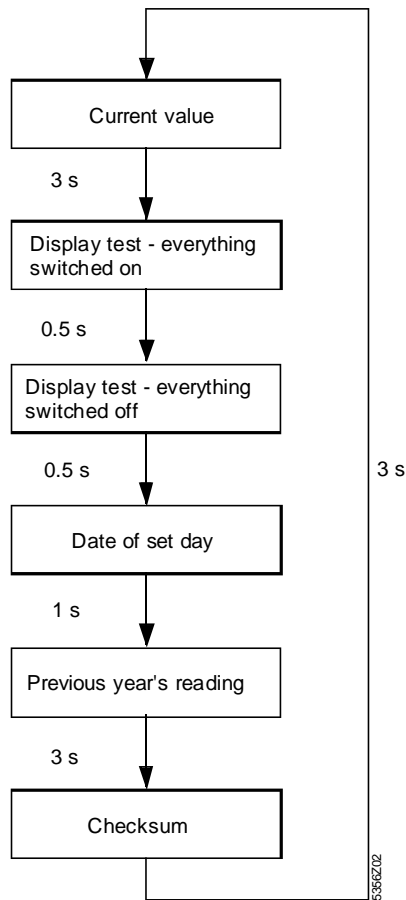 Current value
3 s
Display test - everything
switched on
0.5 s
Display test - everything
switched off
0.5 s
3 s
Date of set day
1 s
Previous year's reading
3 s
Checksum
5356Z02